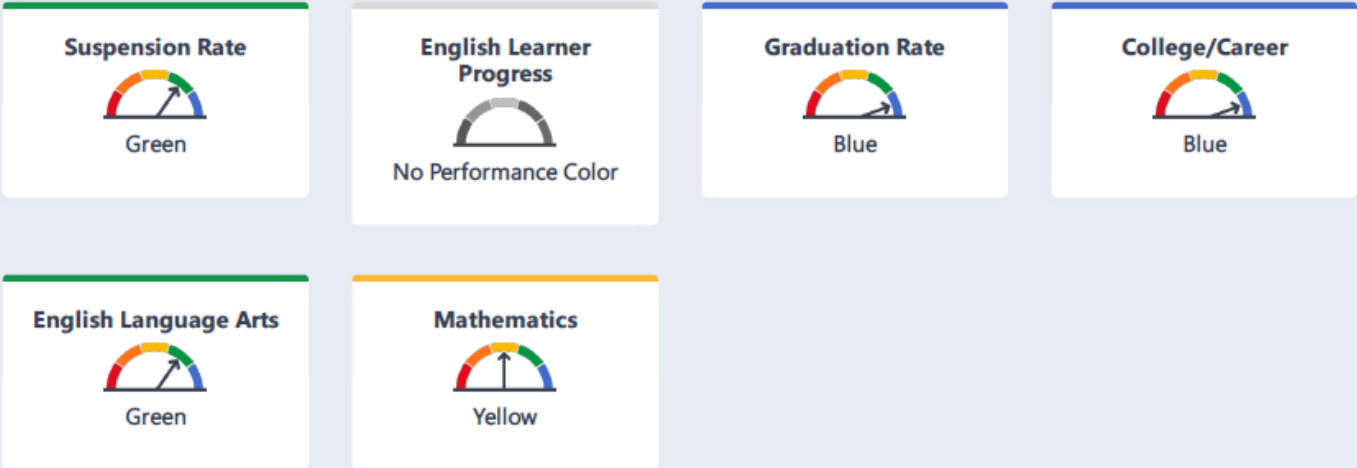 Suspension Rate
Green
English Learner
Progress
No Performance Color
Graduation Rate
Blue
College/Career
Blue
English Language Arts
Green
Mathematics
Yellow